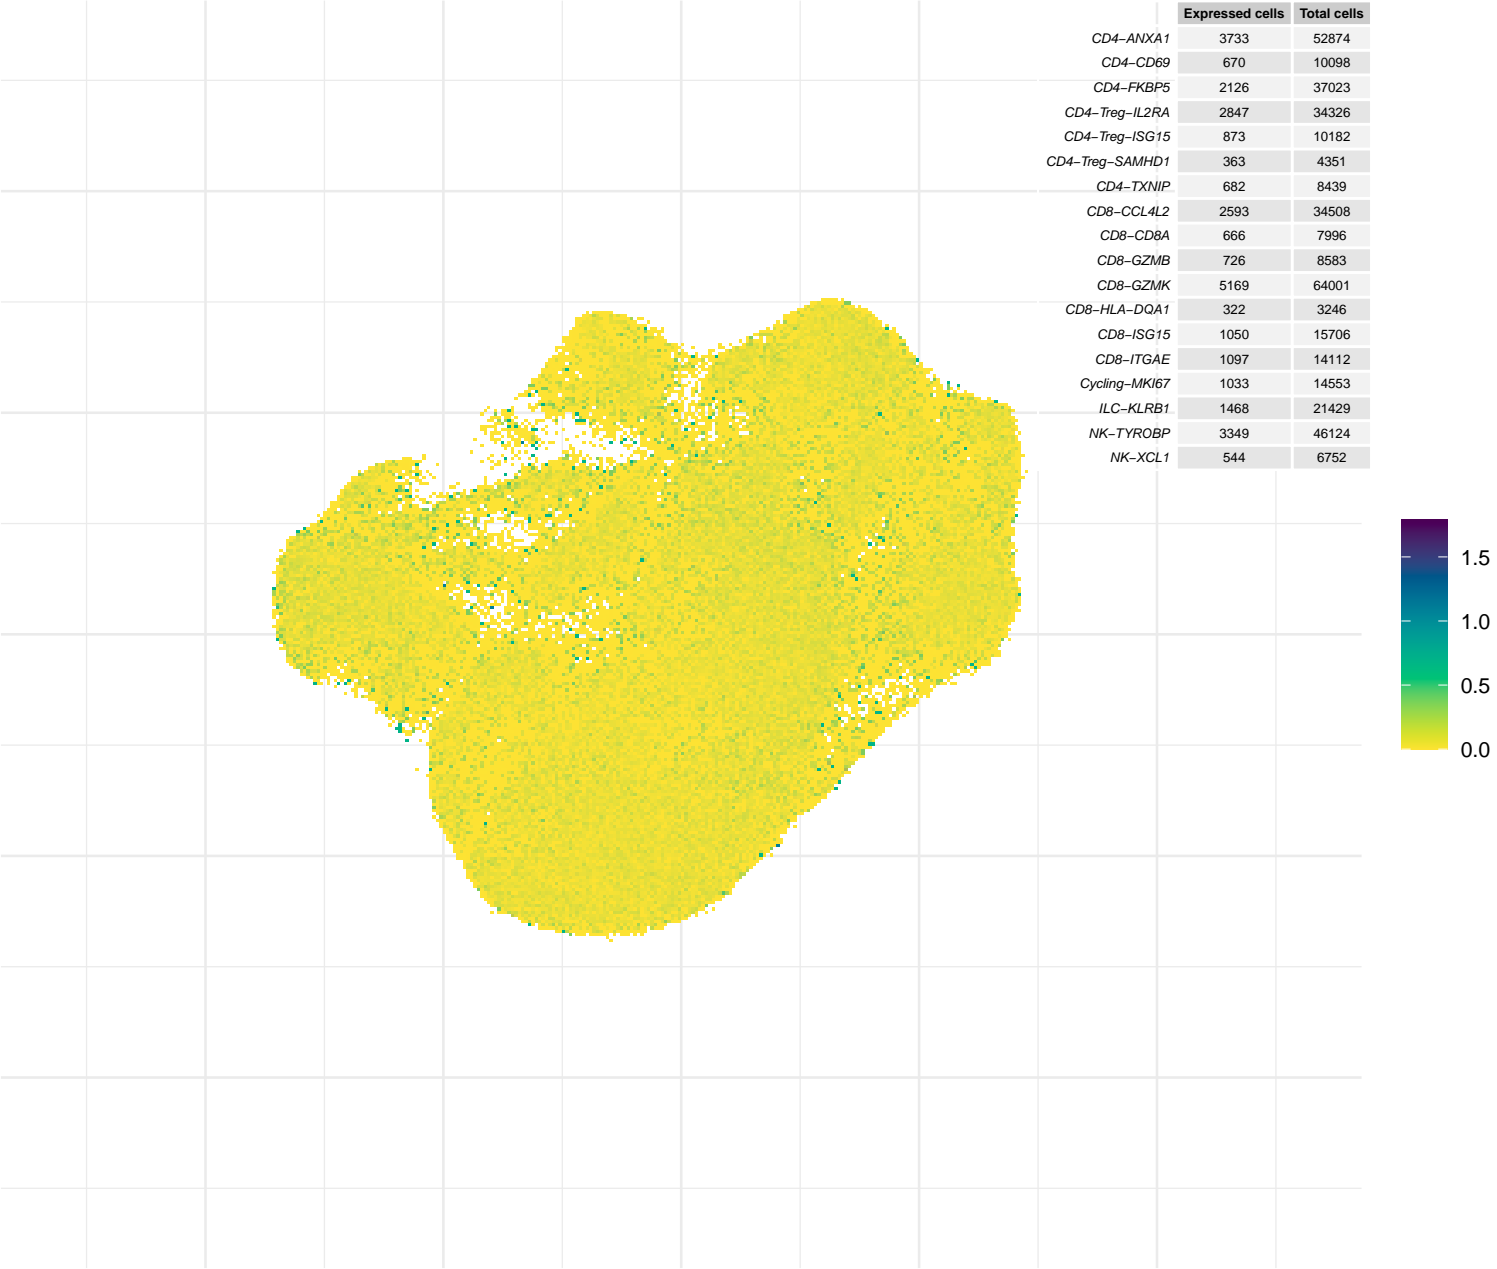 Expressed cells Total cells
CD4−ANXA1 3733 52874
CD4−CD69 670 10098
CD4−FKBP5 2126 37023
CD4−Treg−IL2RA 2847 34326
CD4−Treg−ISG15 873 10182
CD4−Treg−SAMHD1 363 4351
CD4−TXNIP 682 8439
CD8−CCL4L2 2593 34508
CD8−CD8A 666 7996
CD8−GZMB 726 8583
CD8−GZMK 5169 64001
CD8−HLA−DQA1 322 3246
CD8−ISG15 1050 15706
CD8−ITGAE 1097 14112
Cycling−MKI67 1033 14553
ILC−KLRB1 1468 21429
NK−TYROBP 3349 46124
NK−XCL1 544 6752
1.5
1.0
0.5
0.0